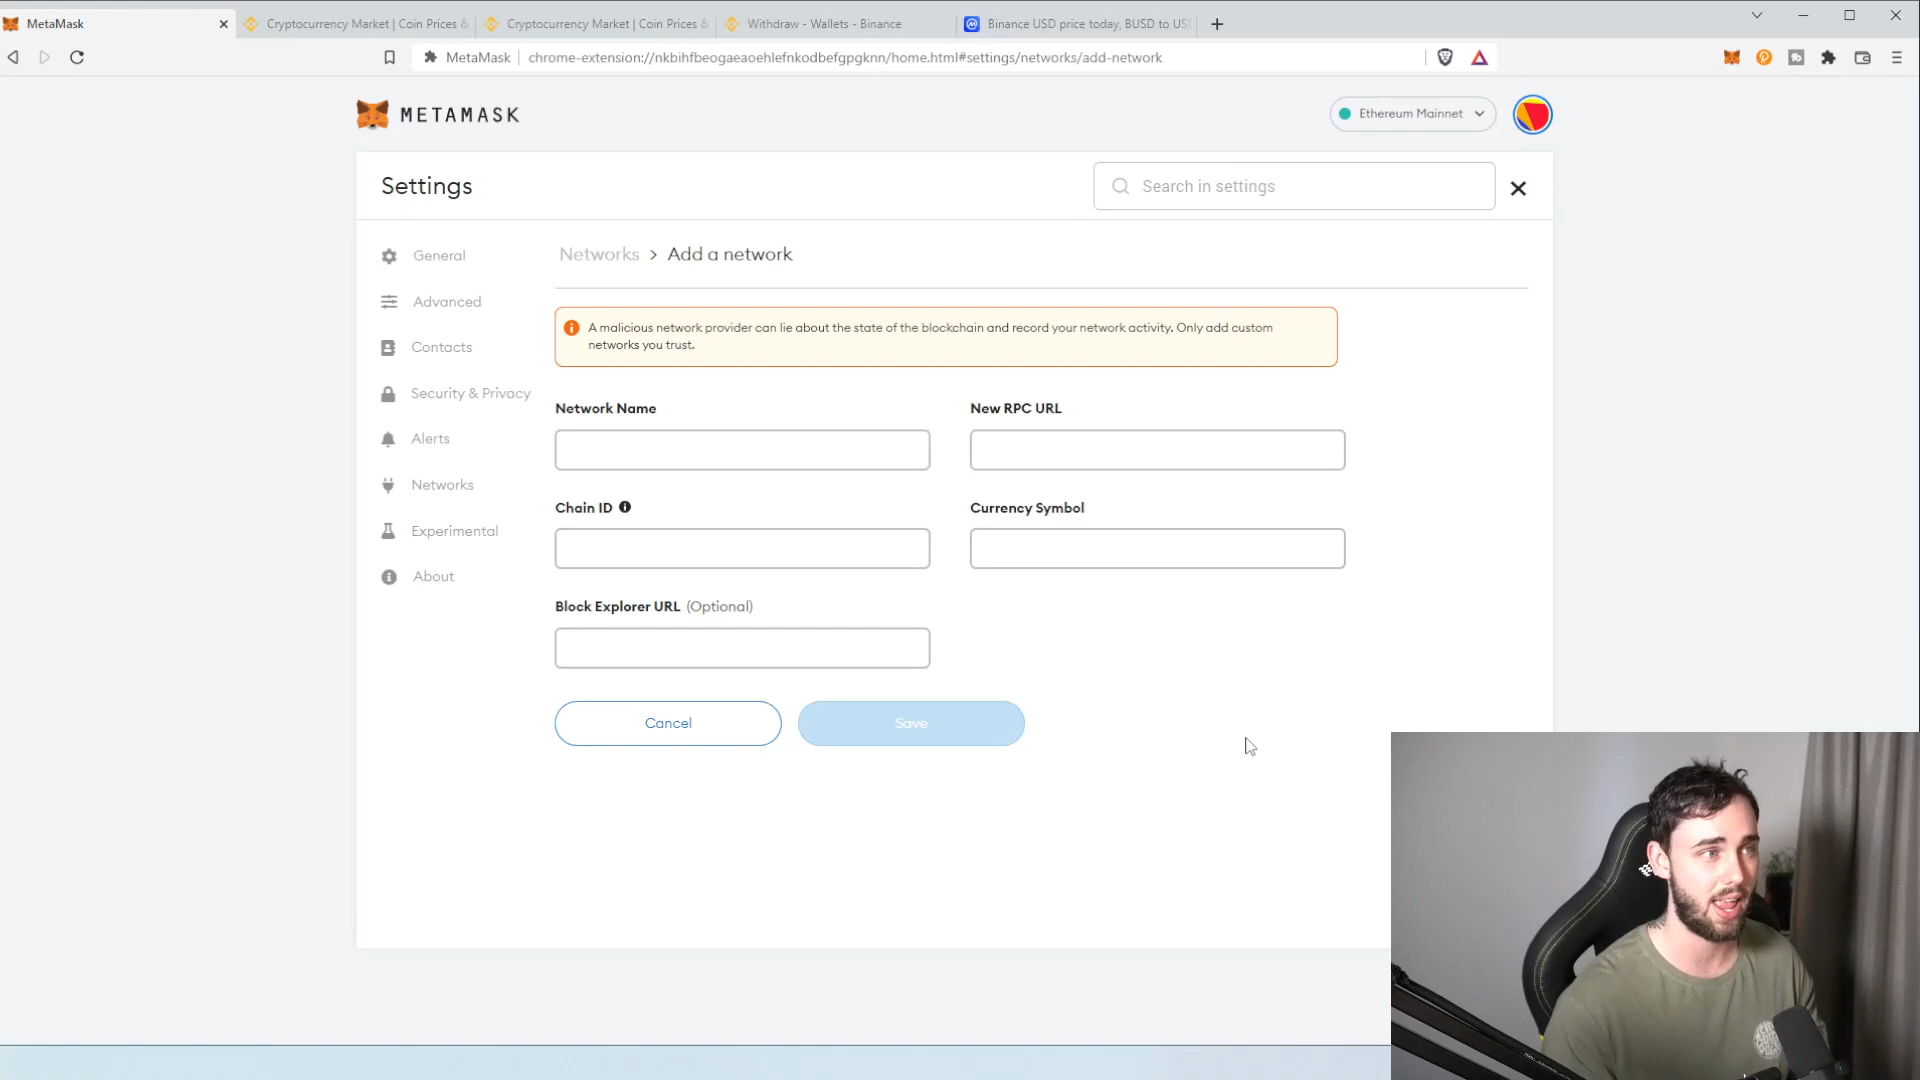 MetaMask
Cryptocurrency Market | Coin Prices &
Cryptocurrency Market | Coin Prices &
Withdraw - Wallets - Binance
Binance USD price today, BUSD to US
MetaMask
chrome-extension://nkbihfbeogaeaoehlefnkodbefgpgknn/home.html#settings/networks/add-network
METAMASK
Ethereum Mainnet
Settings
Search in settings
General
Advanced
Contacts
Security & Privacy
Alerts
Networks
Experimental
About
Networks > Add a network
A malicious network provider can lie about the state of the blockchain and record your network activity. Only add custom
networks you trust.
Network Name
New RPC URL
Chain ID
Currency Symbol
Block Explorer URL (Optional)
Cancel
Save